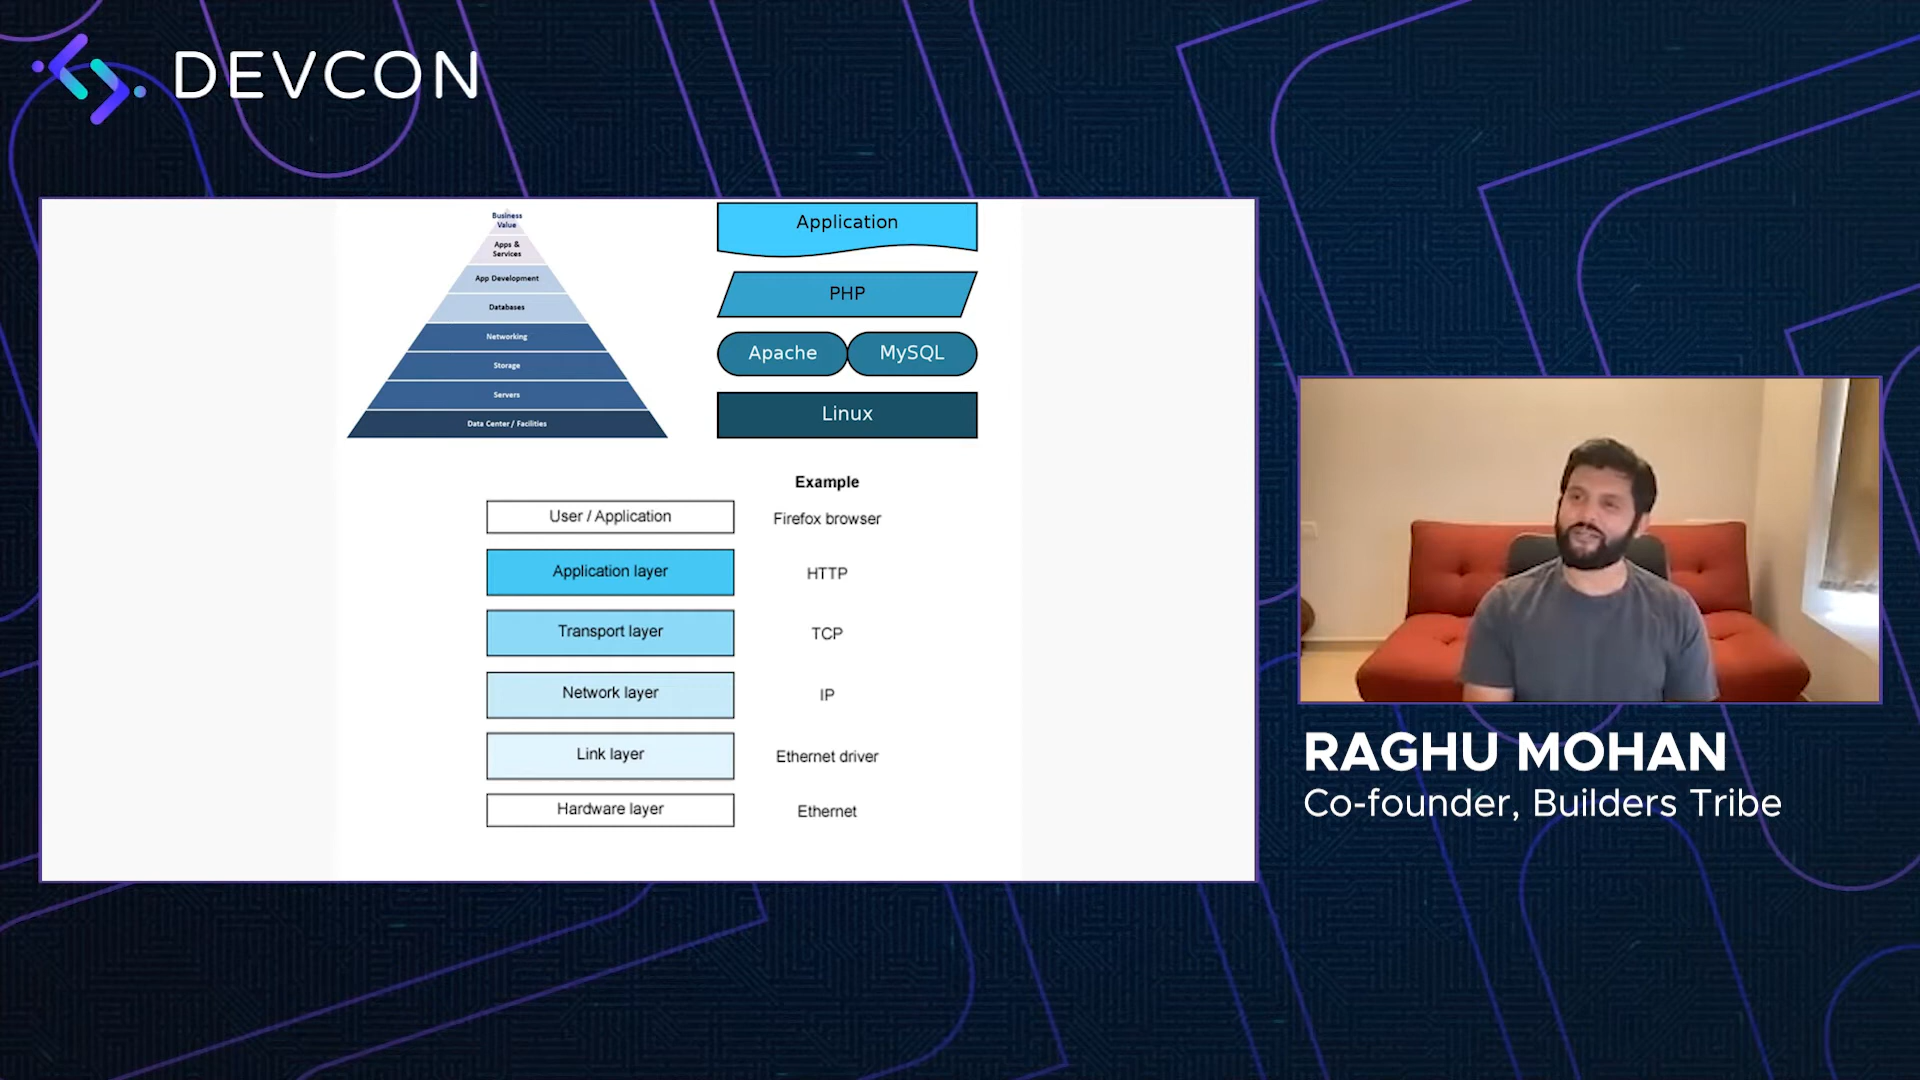 DEVCON
Business
Value
Apps &
Services
App Development
Databases
Networking
Storage
Servers
Data Center / Facilities
Application
PHP
Apache MySQL
Linux
Example
User / Application Firefox browser
Application layer HTTP
Transport layer TCP
Network layer IP
Link layer Ethernet driver
Hardware layer Ethernet
RAGHU MOHAN
Co-founder, Builders Tribe